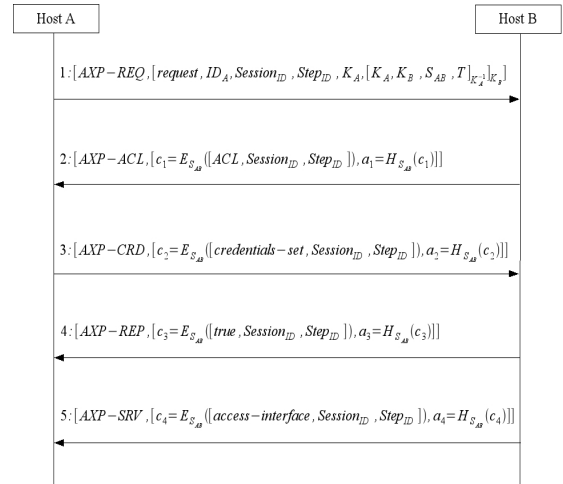 Host A
Host B
1:[AXP−REQ,[request, ID_A, Session_ID, Step_ID, K_A,[K_A, K_B, S_AB, T]_{K_A^{-1}}]_{K_B}]
2:[AXP−ACL,[c_1=E_{S_AB}([ACL, Session_ID, Step_ID]), a_1=H_{S_AB}(c_1)]]
3:[AXP−CRD,[c_2=E_{S_AB}([credentials−set, Session_ID, Step_ID]), a_2=H_{S_AB}(c_2)]]
4:[AXP−REP,[c_3=E_{S_AB}([true, Session_ID, Step_ID]), a_3=H_{S_AB}(c_3)]]
5:[AXP−SRV,[c_4=E_{S_AB}([access−interface, Session_ID, Step_ID]), a_4=H_{S_AB}(c_4)]]